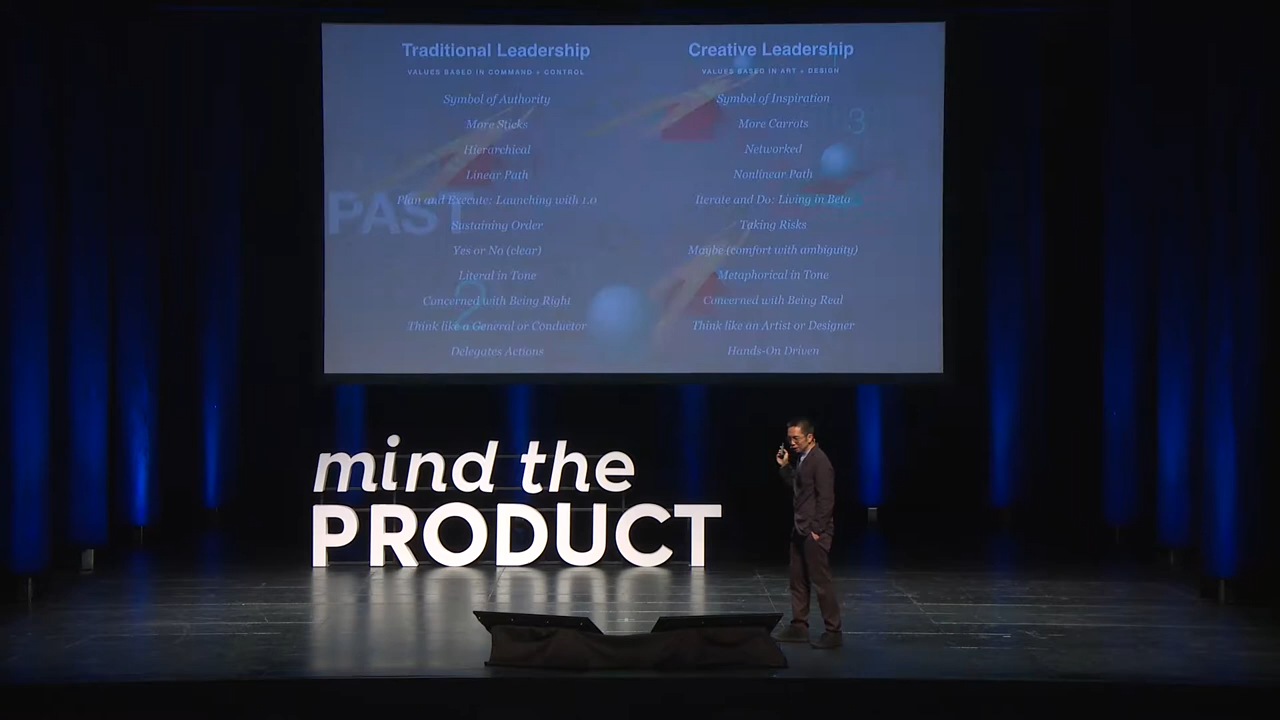 Traditional Leadership
VALUES BASED IN COMMAND + CONTROL
Symbol of Authority
More Sticks
Hierarchical
Linear Path
Plan and Execute: Launching with 1.0
Sustaining Order
Yes or No (clear)
Literal in Tone
Concerned with Being Right
Think like a General or Conductor
Delegates Actions
Creative Leadership
VALUES BASED IN ART + DESIGN
Symbol of Inspiration
More Carrots
Networked
Nonlinear Path
Iterate and Do: Living in Beta
Taking Risks
Maybe (comfort with ambiguity)
Metaphorical in Tone
Concerned with Being Real
Think like an Artist or Designer
Hands-On Driven
PAST
2
3
mind the
PRODUCT